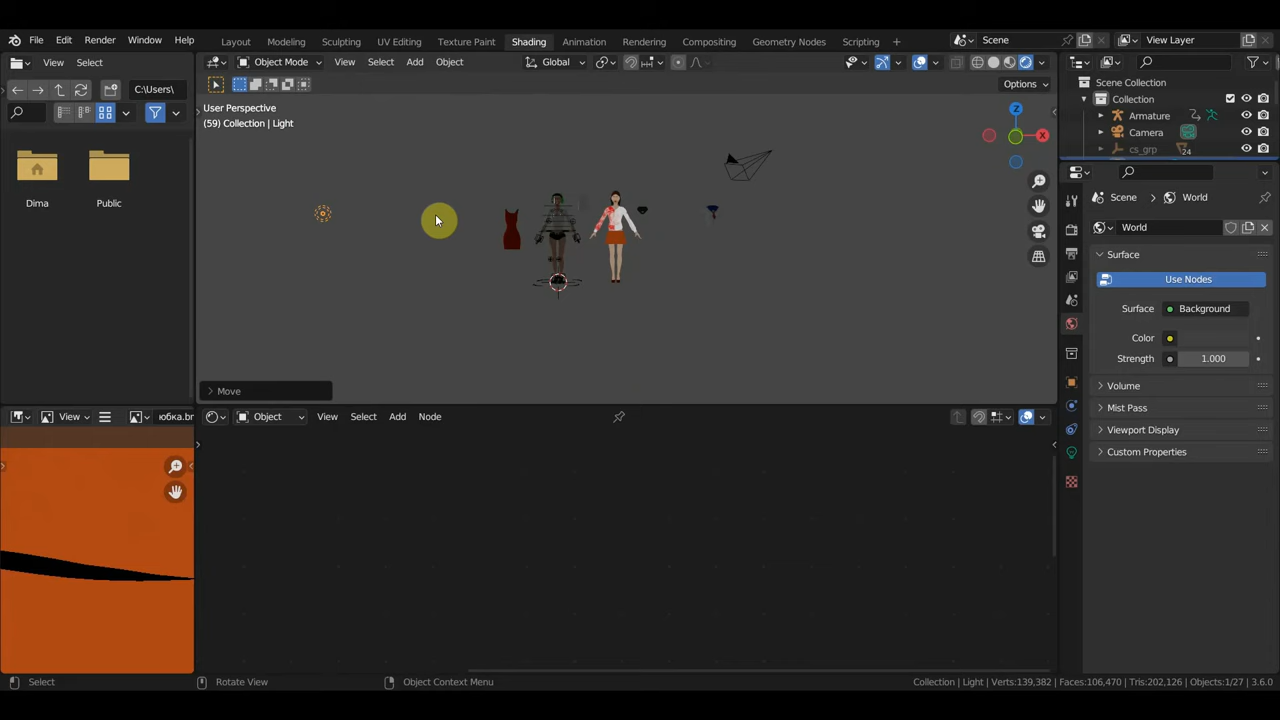 File Edit Render Window Help Layout Modeling Sculpting UV Editing Texture Paint Shading Animation Rendering Compositing Geometry Nodes Scripting + Scene View Layer
View Select Object Mode View Select Add Object Global
C:\Users\ Options Scene Collection
User Perspective
(59) Collection | Light
Collection
Armature
Camera
cs_grp
24
Z
X
Dima Public
Scene World
World
Surface
Use Nodes
Surface Background
Color
Strength 1.000
Volume
Move
Mist Pass
View юбка.bm Object View Select Add Node
Viewport Display
Custom Properties
Select Rotate View Object Context Menu Collection | Light | Verts:139,382 | Faces:106,470 | Tris:202,126 | Objects:1/27 | 3.6.0